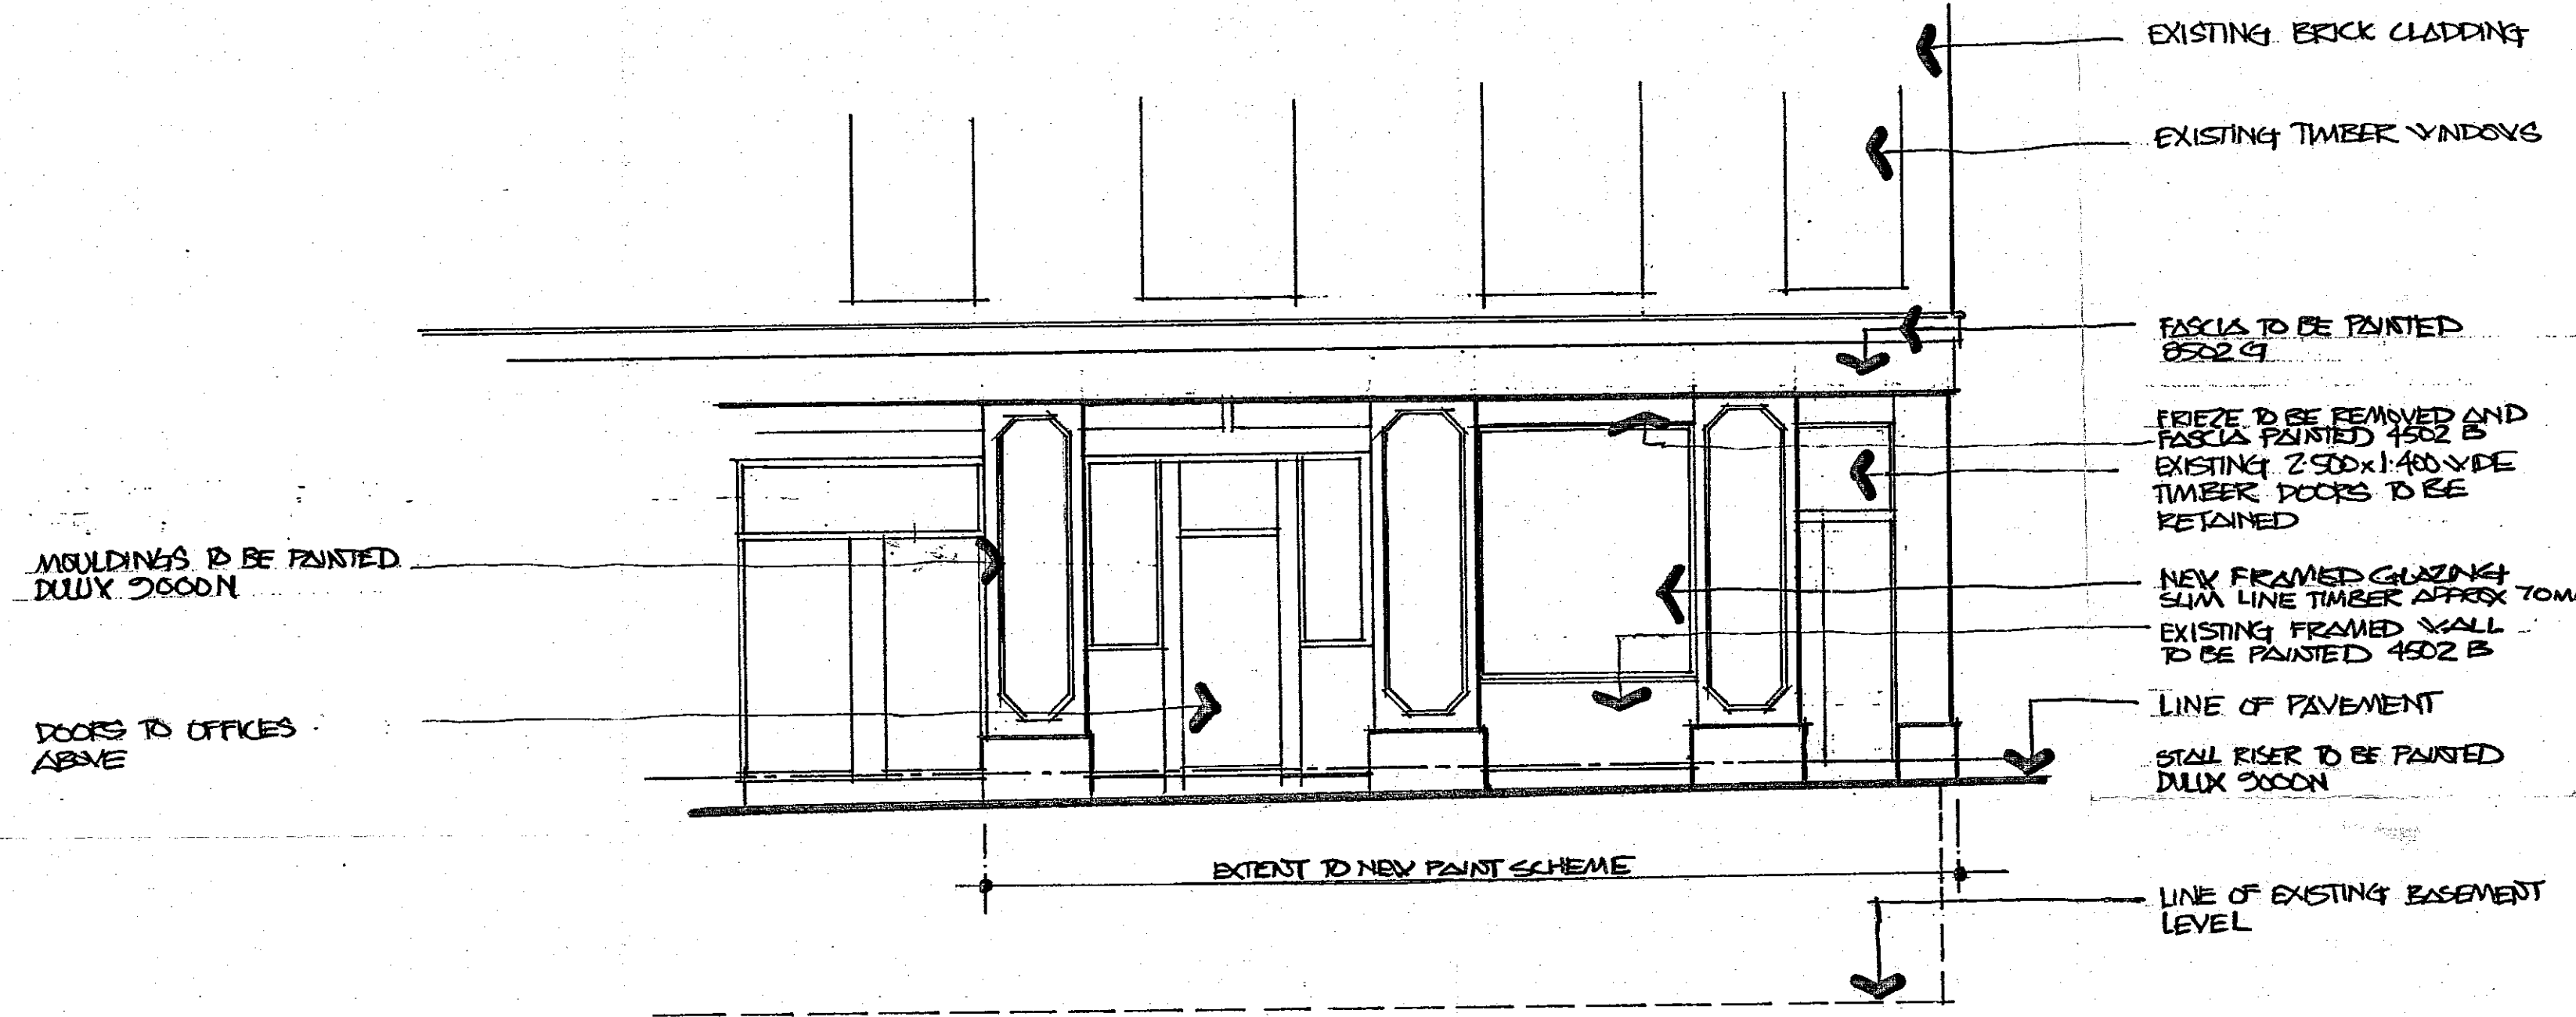 EXISTING BRICK CLADDING
EXISTING TIMBER WINDOWS
FASCIA TO BE PAINTED
8502 G
FRIEZE TO BE REMOVED AND
FASCIA PAINTED 4502 B
EXISTING 2.500x1.400 WIDE
TIMBER DOORS TO BE
RETAINED
NEW FRAMED GLAZING
SLIM LINE TIMBER APPROX 70M
EXISTING FRAMED WALL
TO BE PAINTED 4502 B
LINE OF PAVEMENT
STALL RISER TO BE PAINTED
DULUX 9000N
LINE OF EXISTING BASEMENT
LEVEL
MOULDINGS TO BE PAINTED
DULUX 9000N
DOORS TO OFFICES
ABOVE
EXTENT TO NEW PAINT SCHEME